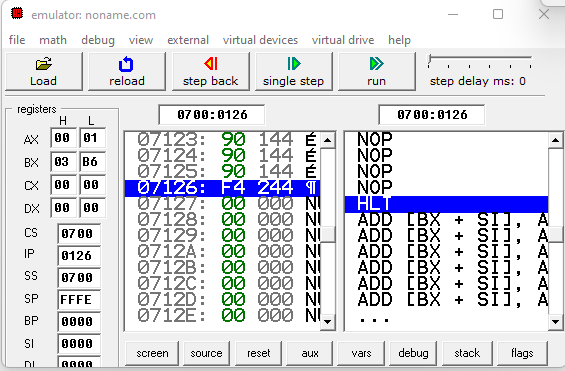 emulator: noname.com
file math debug view external virtual devices virtual drive help
Load reload step back single step run step delay ms: 0
registers
H L
0700:0126 0700:0126
AX 00 01
BX 03 B6
CX 00 00
DX 00 00
CS 0700
IP 0126
SS 0700
SP FFFE
BP 0000
SI 0000
DI
07123: 90 144 É
07124: 90 144 É
07125: 90 144 É
07126: F4 244 ¶
07127: 00 000 NU
07128: 00 000 NU
07129: 00 000 NU
0712A: 00 000 NU
0712B: 00 000 NU
0712C: 00 000 NU
0712D: 00 000 NU
0712E: 00 000 NU
NOP
NOP
NOP
NOP
HLT
ADD [BX + SI], A
ADD [BX + SI], A
ADD [BX + SI], A
ADD [BX + SI], A
ADD [BX + SI], A
ADD [BX + SI], A
...
screen source reset aux vars debug stack flags